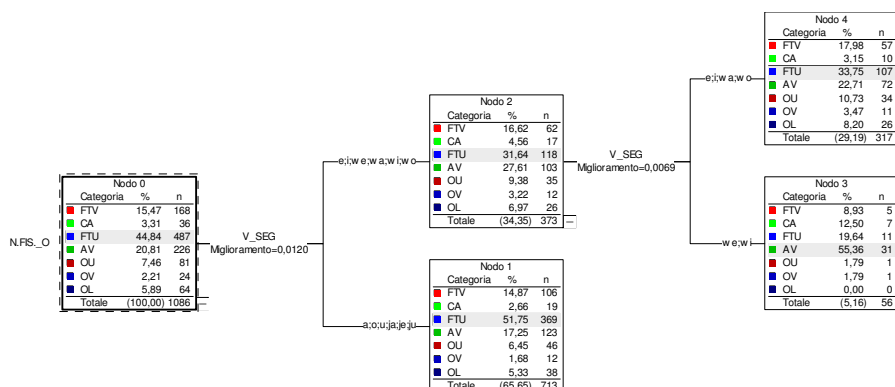 N.FIS._O
Nodo 0
Categoria % n
FTV 15,47 168
CA 3,31 36
FTU 44,84 487
AV 20,81 226
OU 7,46 81
OV 2,21 24
OL 5,89 64
Totale (100,00) 1086
V_SEG
Miglioramento=0,0120
e;i;w e;w a;w i;w o
a;o;u;ja;je;ju
Nodo 2
Categoria % n
FTV 16,62 62
CA 4,56 17
FTU 31,64 118
AV 27,61 103
OU 9,38 35
OV 3,22 12
OL 6,97 26
Totale (34,35) 373
Nodo 1
Categoria % n
FTV 14,87 106
CA 2,66 19
FTU 51,75 369
AV 17,25 123
OU 6,45 46
OV 1,68 12
OL 5,33 38
Totale (65,65) 713
V_SEG
Miglioramento=0,0069
e;i;w a;w o
w e;w i
Nodo 4
Categoria % n
FTV 17,98 57
CA 3,15 10
FTU 33,75 107
AV 22,71 72
OU 10,73 34
OV 3,47 11
OL 8,20 26
Totale (29,19) 317
Nodo 3
Categoria % n
FTV 8,93 5
CA 12,50 7
FTU 19,64 11
AV 55,36 31
OU 1,79 1
OV 1,79 1
OL 0,00 0
Totale (5,16) 56